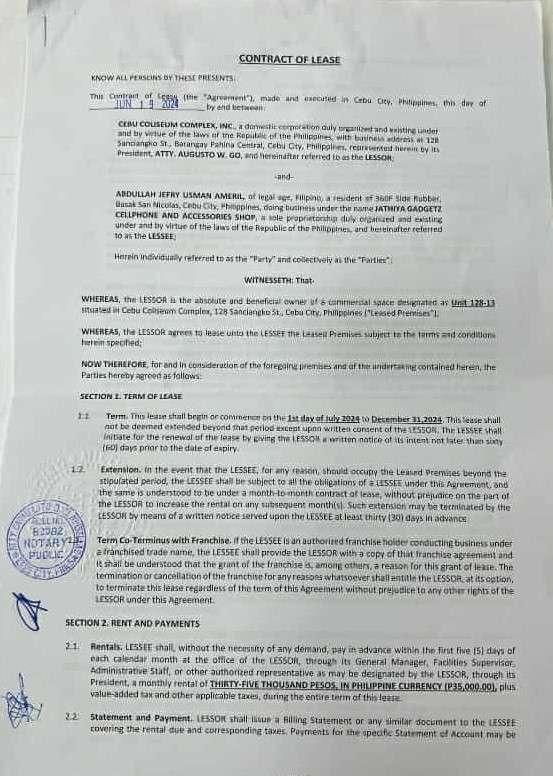 CONTRACT OF LEASE
KNOW ALL PERSONS BY THESE PRESENTS:
This Contract of Lease (the "Agreement"), made and executed in Cebu City, Philippines, this day of
JUN 19 2024 by and between:
CEBU COLISEUM COMPLEX, INC., a domestic corporation duly organized and existing under
and by virtue of the laws of the Republic of the Philippines, with business address at 128
Sanciangko St., Barangay Pahina Central, Cebu City, Philippines, represented herein by its
President, ATTY. AUGUSTO W. GO, and hereinafter referred to as the LESSOR;
-and-
ABDULLAH JEFRY USMAN AMERIL, of legal age, Filipino, a resident of 360F Side Rubber,
Basak San Nicolas, Cebu City, Philippines, doing business under the name JATHIYA GADGETZ
CELLPHONE AND ACCESSORIES SHOP, a sole proprietorship duly organized and existing
under and by virtue of the laws of the Republic of the Philippines, and hereinafter referred
to as the LESSEE;
Herein individually referred to as the "Party" and collectively as the "Parties";
WITNESSETH: That-
WHEREAS, the LESSOR is the absolute and beneficial owner of a commercial space designated as Unit 128-13
situated in Cebu Coliseum Complex, 128 Sanciangko St., Cebu City, Philippines ("Leased Premises");
WHEREAS, the LESSOR agrees to lease unto the LESSEE the Leased Premises subject to the terms and conditions
herein specified;
NOW THEREFORE, for and in consideration of the foregoing premises and of the undertaking contained herein, the
Parties hereby agreed as follows:
SECTION 1. TERM OF LEASE
1.1. Term. This lease shall begin or commence on the 1st day of July 2024 to December 31,2024. This lease shall
not be deemed extended beyond that period except upon written consent of the LESSOR. The LESSEE shall
initiate for the renewal of the lease by giving the LESSOR a written notice of its intent not later than sixty
(60) days prior to the date of expiry.
1.2. Extension. In the event that the LESSEE, for any reason, should occupy the Leased Premises beyond the
stipulated period, the LESSEE shall be subject to all the obligations of a LESSEE under this Agreement, and
the same is understood to be under a month-to-month contract of lease, without prejudice on the part of
the LESSOR to increase the rental on any subsequent month(s). Such extension may be terminated by the
LESSOR by means of a written notice served upon the LESSEE at least thirty (30) days in advance.
ROLL NO.
82082
NOTARY
PUBLIC
Term Co-Terminus with Franchise. If the LESSEE is an authorized franchise holder conducting business under
a franchised trade name, the LESSEE shall provide the LESSOR with a copy of that franchise agreement and
it shall be understood that the grant of the franchise is, among others, a reason for this grant of lease. The
termination or cancellation of the franchise for any reasons whatsoever shall entitle the LESSOR, at its option,
to terminate this lease regardless of the term of this Agreement without prejudice to any other rights of the
LESSOR under this Agreement.
SECTION 2. RENT AND PAYMENTS
2.1. Rentals. LESSEE shall, without the necessity of any demand, pay in advance within the first five (5) days of
each calendar month at the office of the LESSOR, through its General Manager, Facilities Supervisor,
Administrative Staff, or other authorized representative as may be designated by the LESSOR, through its
President, a monthly rental of THIRTY-FIVE THOUSAND PESOS, IN PHILIPPINE CURRENCY (P35,000.00), plus
value-added tax and other applicable taxes, during the entire term of this lease.
2.2. Statement and Payment. LESSOR shall issue a Billing Statement or any similar document to the LESSEE
covering the rental due and corresponding taxes. Payments for the specific Statement of Account may be